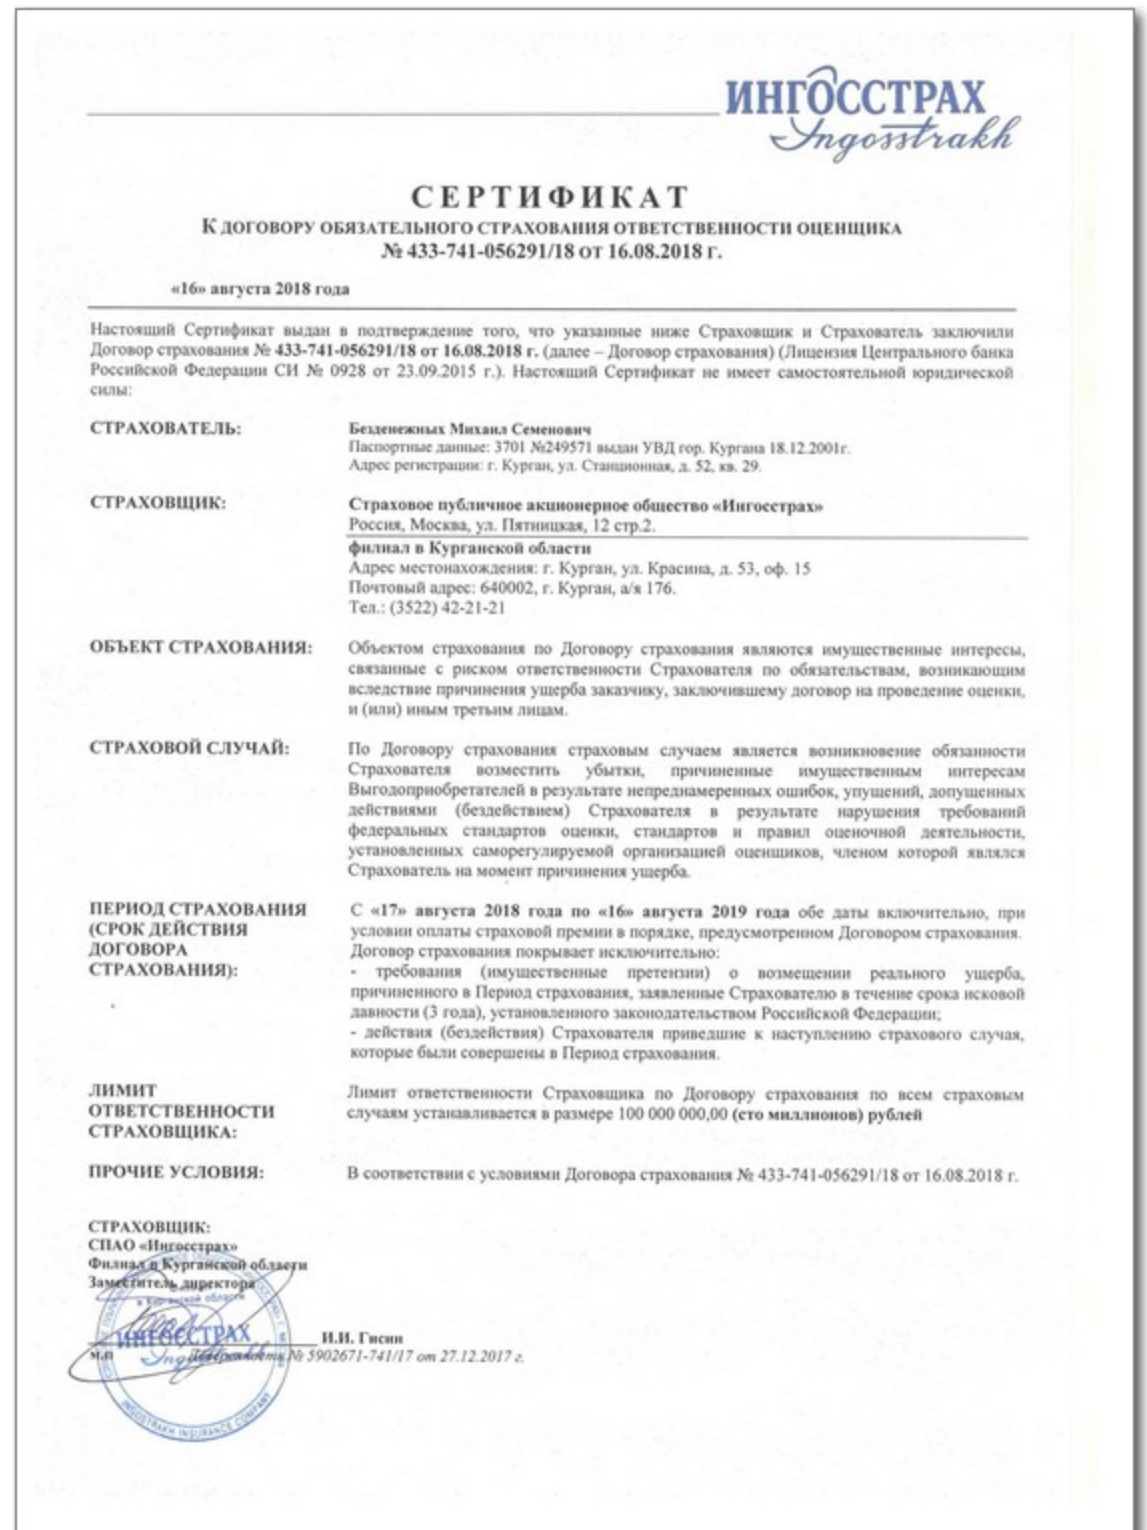 ИНГОССТРАХ
Ingosstrakh
СЕРТИФИКАТ
К ДОГОВОРУ ОБЯЗАТЕЛЬНОГО СТРАХОВАНИЯ ОТВЕТСТВЕННОСТИ ОЦЕНЩИКА
№ 433-741-056291/18 ОТ 16.08.2018 Г.
«16» августа 2018 года
Настоящий Сертификат выдан в подтверждение того, что указанные ниже Страховщик и Страхователь заключили
Договор страхования № 433-741-056291/18 от 16.08.2018 г. (далее – Договор страхования) (Лицензия Центрального банка
Российской Федерации СИ № 0928 от 23.09.2015 г.). Настоящий Сертификат не имеет самостоятельной юридической
силы:
СТРАХОВАТЕЛЬ:
Безденежных Михаил Семенович
Паспортные данные: 3701 №249571 выдан УВД гор. Кургана 18.12.2001г.
Адрес регистрации: г. Курган, ул. Станционная, д. 52, кв. 29.
СТРАХОВЩИК:
Страховое публичное акционерное общество «Ингосстрах»
Россия, Москва, ул. Пятницкая, 12 стр.2.
филиал в Курганской области
Адрес местонахождения: г. Курган, ул. Красина, д. 53, оф. 15
Почтовый адрес: 640002, г. Курган, а/я 176.
Тел.: (3522) 42-21-21
ОБЪЕКТ СТРАХОВАНИЯ:
Объектом страхования по Договору страхования являются имущественные интересы,
связанные с риском ответственности Страхователя по обязательствам, возникающим
вследствие причинения ущерба заказчику, заключившему договор на проведение оценки,
и (или) иным третьим лицам.
СТРАХОВОЙ СЛУЧАЙ:
По Договору страхования страховым случаем является возникновение обязанности
Страхователя возместить убытки, причиненные имущественным интересам
Выгодоприобретателей в результате непреднамеренных ошибок, упущений, допущенных
действиями (бездействием) Страхователя в результате нарушения требований
федеральных стандартов оценки, стандартов и правил оценочной деятельности,
установленных саморегулируемой организацией оценщиков, членом которой являлся
Страхователь на момент причинения ущерба.
ПЕРИОД СТРАХОВАНИЯ
(СРОК ДЕЙСТВИЯ
ДОГОВОРА
СТРАХОВАНИЯ):
С «17» августа 2018 года по «16» августа 2019 года обе даты включительно, при
условии оплаты страховой премии в порядке, предусмотренном Договором страхования.
Договор страхования покрывает исключительно:
- требования (имущественные претензии) о возмещении реального ущерба,
причиненного в Период страхования, заявленные Страхователю в течение срока исковой
давности (3 года), установленного законодательством Российской Федерации;
- действия (бездействия) Страхователя приведшие к наступлению страхового случая,
которые были совершены в Период страхования.
ЛИМИТ
ОТВЕТСТВЕННОСТИ
СТРАХОВЩИКА:
Лимит ответственности Страховщика по Договору страхования по всем страховым
случаям устанавливается в размере 100 000 000,00 (сто миллионов) рублей
ПРОЧИЕ УСЛОВИЯ:
В соответствии с условиями Договора страхования № 433-741-056291/18 от 16.08.2018 г.
СТРАХОВЩИК:
СПАО «Ингосстрах»
Филиал в Курганской области
Заместитель директора
в Курганской области
ИНГОССТРАХ
Ingosstrakh
И.И. Гисин
м.п
Доверенность № 5902671-741/17 от 27.12.2017 г.
INGOSSTRAKH INSURANCE COMPANY